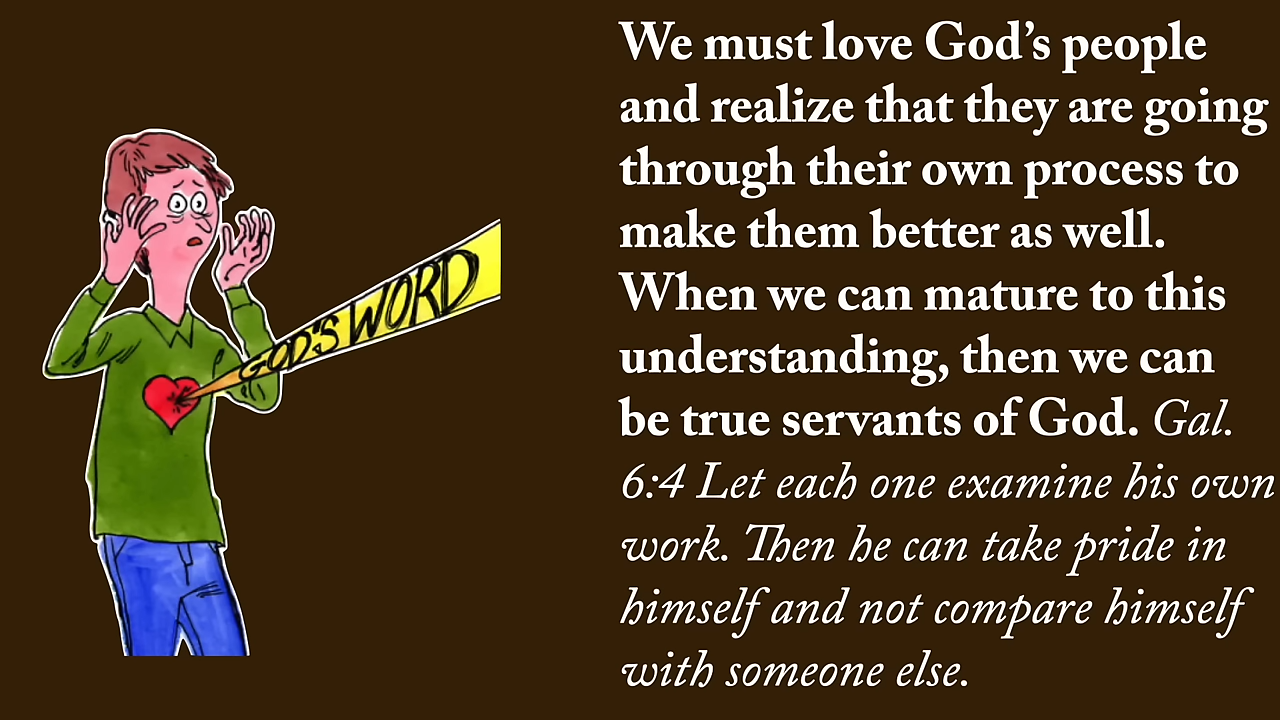 GOD'S WORD
We must love God’s people
and realize that they are going
through their own process to
make them better as well.
When we can mature to this
understanding, then we can
be true servants of God. Gal.
6:4 Let each one examine his own
work. Then he can take pride in
himself and not compare himself
with someone else.